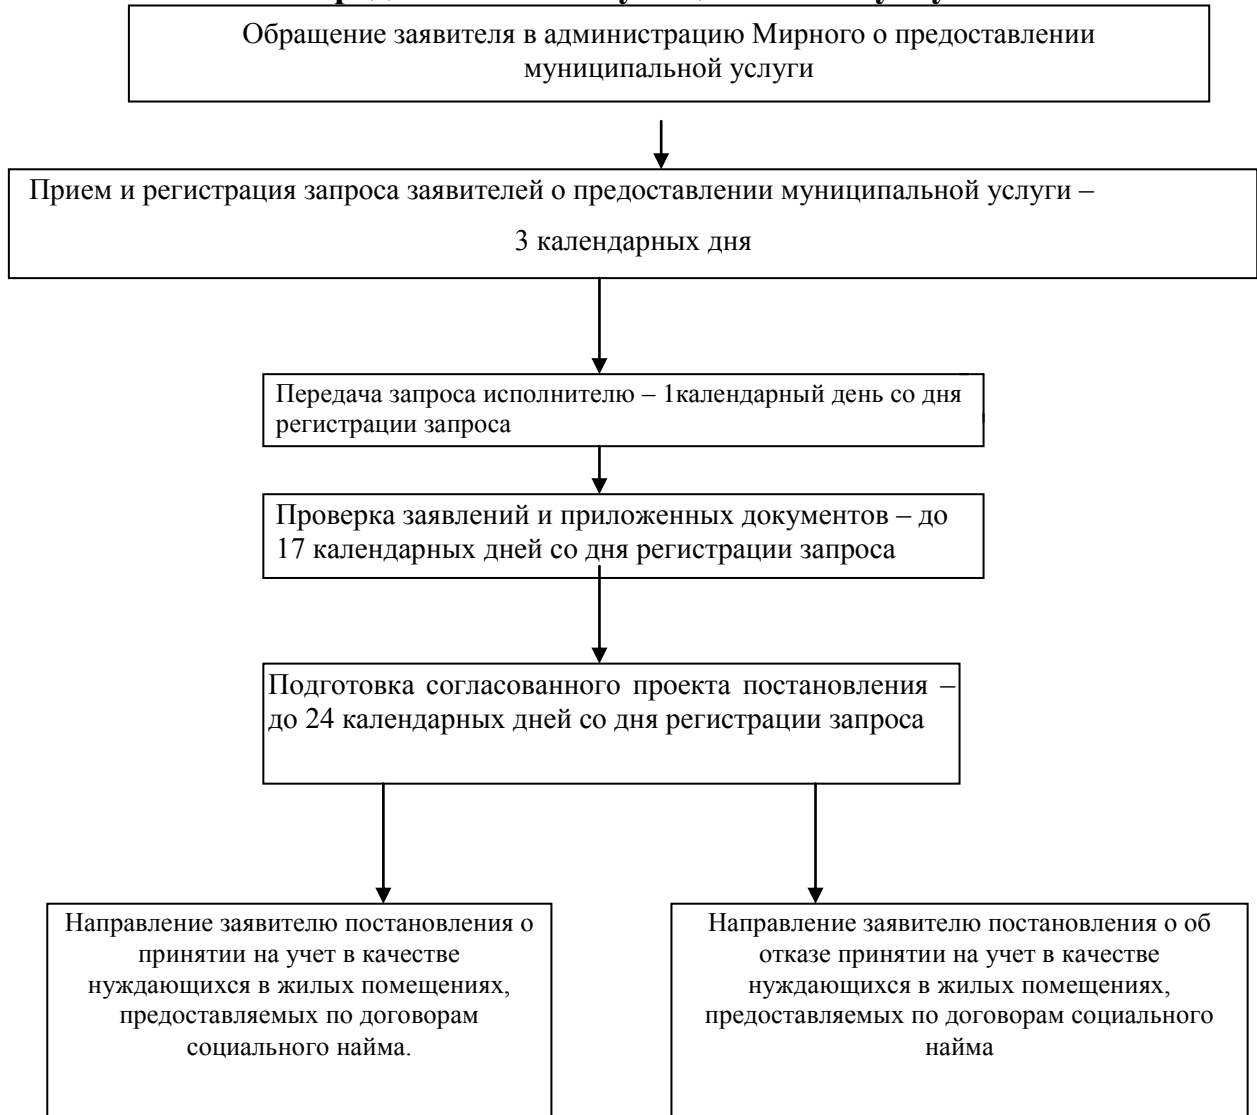 Обращение заявителя в администрацию Мирного о предоставлении
муниципальной услуги
Прием и регистрация запроса заявителей о предоставлении муниципальной услуги –
3 календарных дня
Передача запроса исполнителю – 1календарный день со дня
регистрации запроса
Проверка заявлений и приложенных документов – до
17 календарных дней со дня регистрации запроса
Подготовка согласованного проекта постановления –
до 24 календарных дней со дня регистрации запроса
Направление заявителю постановления о
принятии на учет в качестве
нуждающихся в жилых помещениях,
предоставляемых по договорам
социального найма.
Направление заявителю постановления о об
отказе принятии на учет в качестве
нуждающихся в жилых помещениях,
предоставляемых по договорам социального
найма